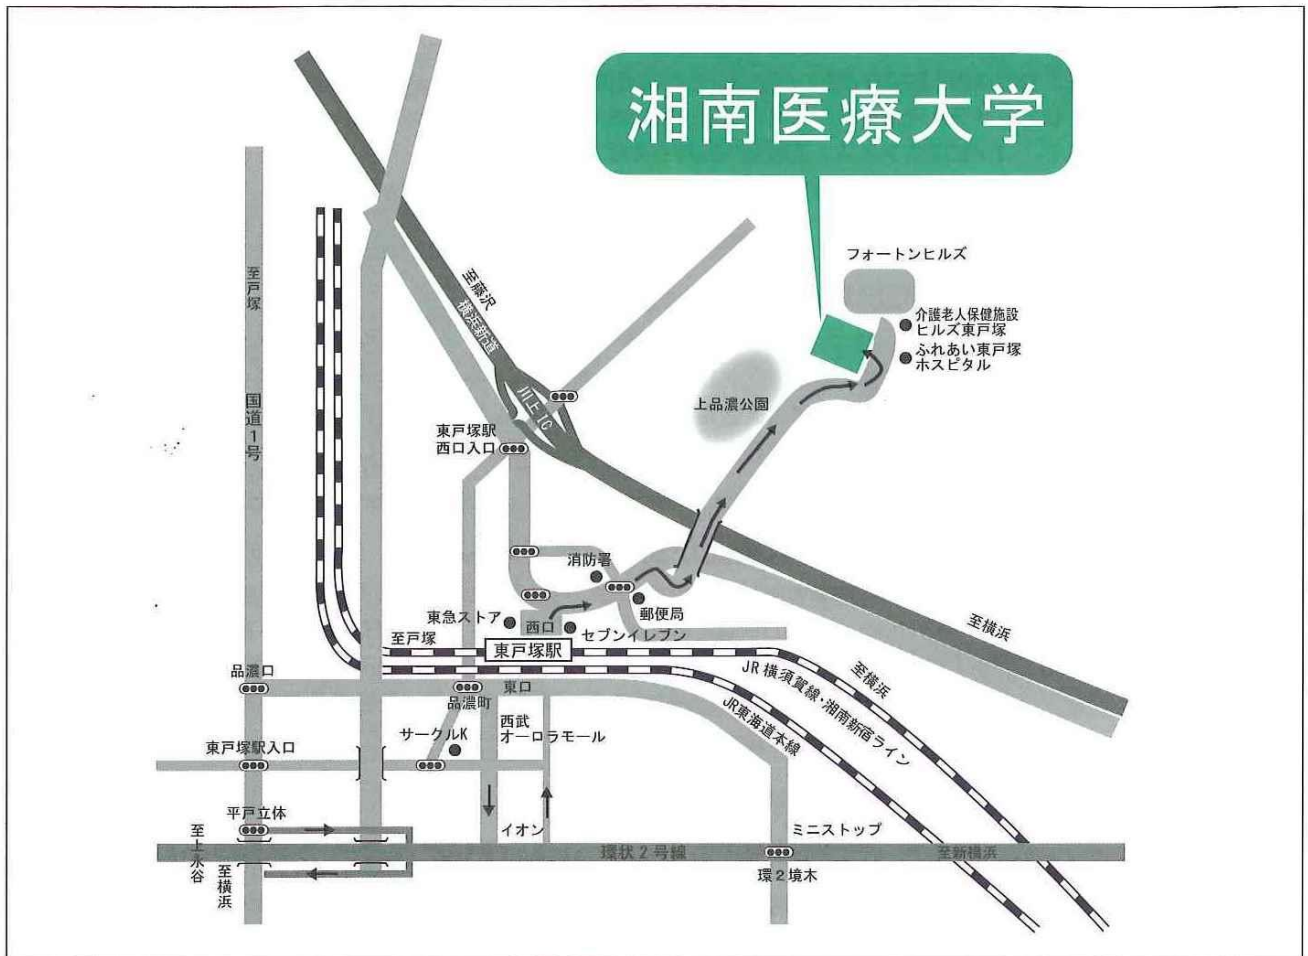 湘南医療大学
フォートンヒルズ
介護老人保健施設
ヒルズ東戸塚
ふれあい東戸塚
ホスピタル
至戸塚
至藤沢
横浜新道
川上IC
国道1号
上品濃公園
東戸塚駅
西口入口
消防署
郵便局
東急ストア
西口
セブンイレブン
至横浜
至戸塚
東戸塚駅
至横浜
JR横須賀線・湘南新宿ライン
JR東海道本線
品濃口
品濃町
東口
西武
オーロラモール
サークルK
東戸塚駅入口
平戸立体
イオン
ミニストップ
至上永谷
至横浜
環状2号線
至新横浜
環2境木